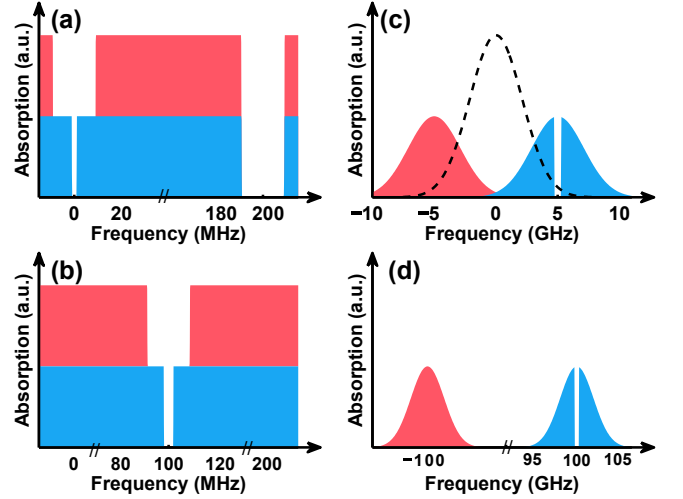 (a)
Absorption (a.u.)
0 20 // 180 200
Frequency (MHz)
(c)
Absorption (a.u.)
−10 −5 0 5 10
Frequency (GHz)
(b)
Absorption (a.u.)
0 // 80 100 120 // 200
Frequency (MHz)
(d)
Absorption (a.u.)
−100 // 95 100 105
Frequency (GHz)